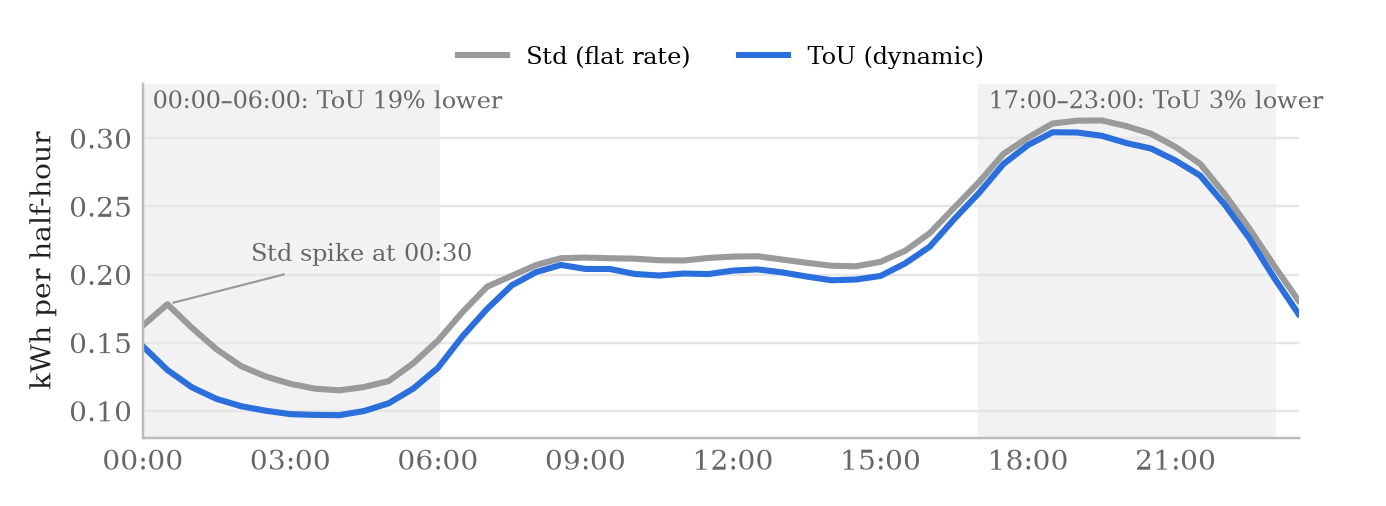 Std (flat rate)
ToU (dynamic)
00:00–06:00: ToU 19% lower
17:00–23:00: ToU 3% lower
kWh per half-hour
0.30
0.25
0.20
0.15
0.10
Std spike at 00:30
00:00
03:00
06:00
09:00
12:00
15:00
18:00
21:00